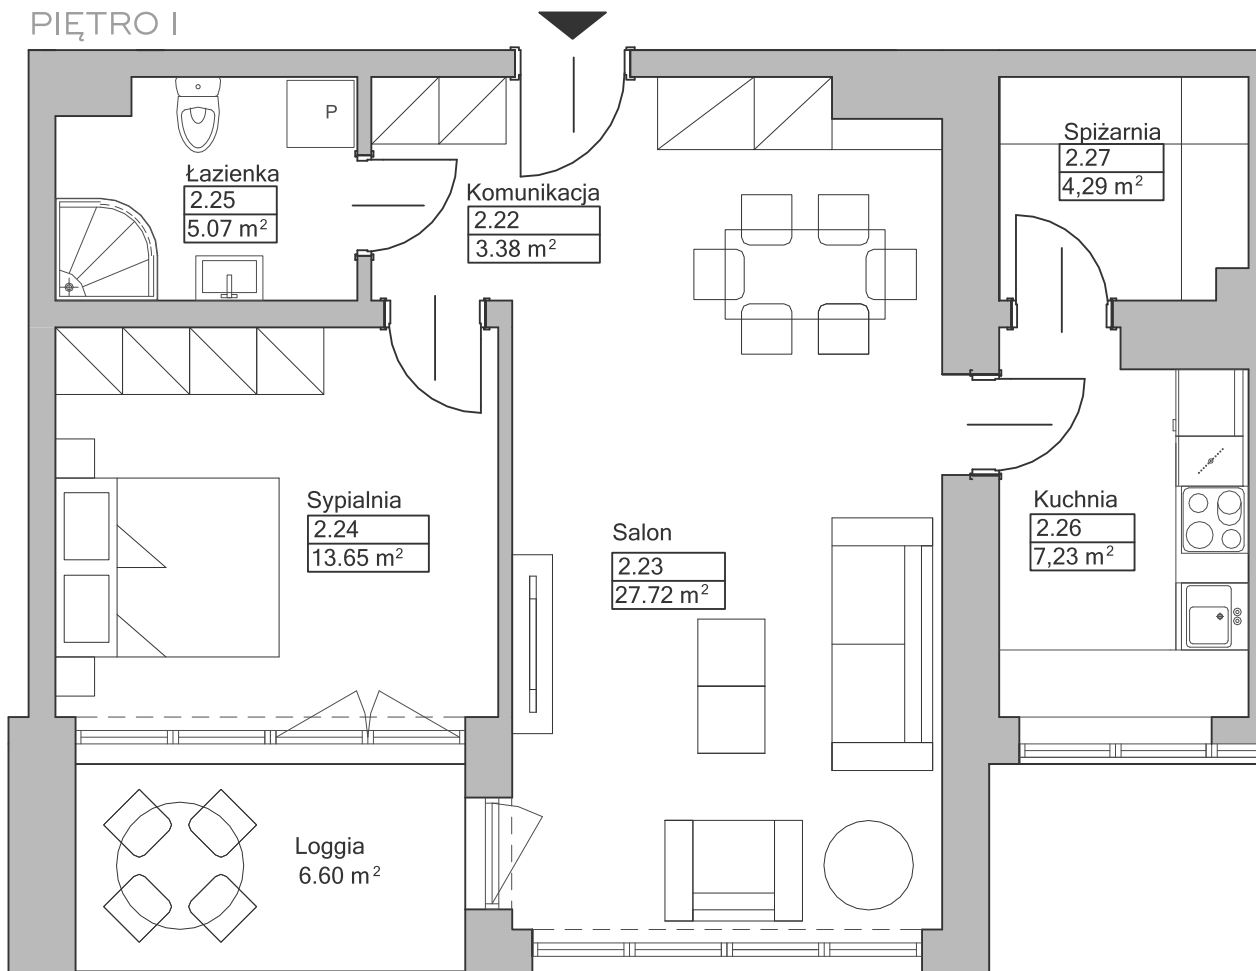 PIĘTRO I
P
Łazienka
2.25
5.07 m²
Komunikacja
2.22
3.38 m²
Spiżarnia
2.27
4,29 m²
Sypialnia
2.24
13.65 m²
Salon
2.23
27.72 m²
Kuchnia
2.26
7,23 m²
Loggia
6.60 m²